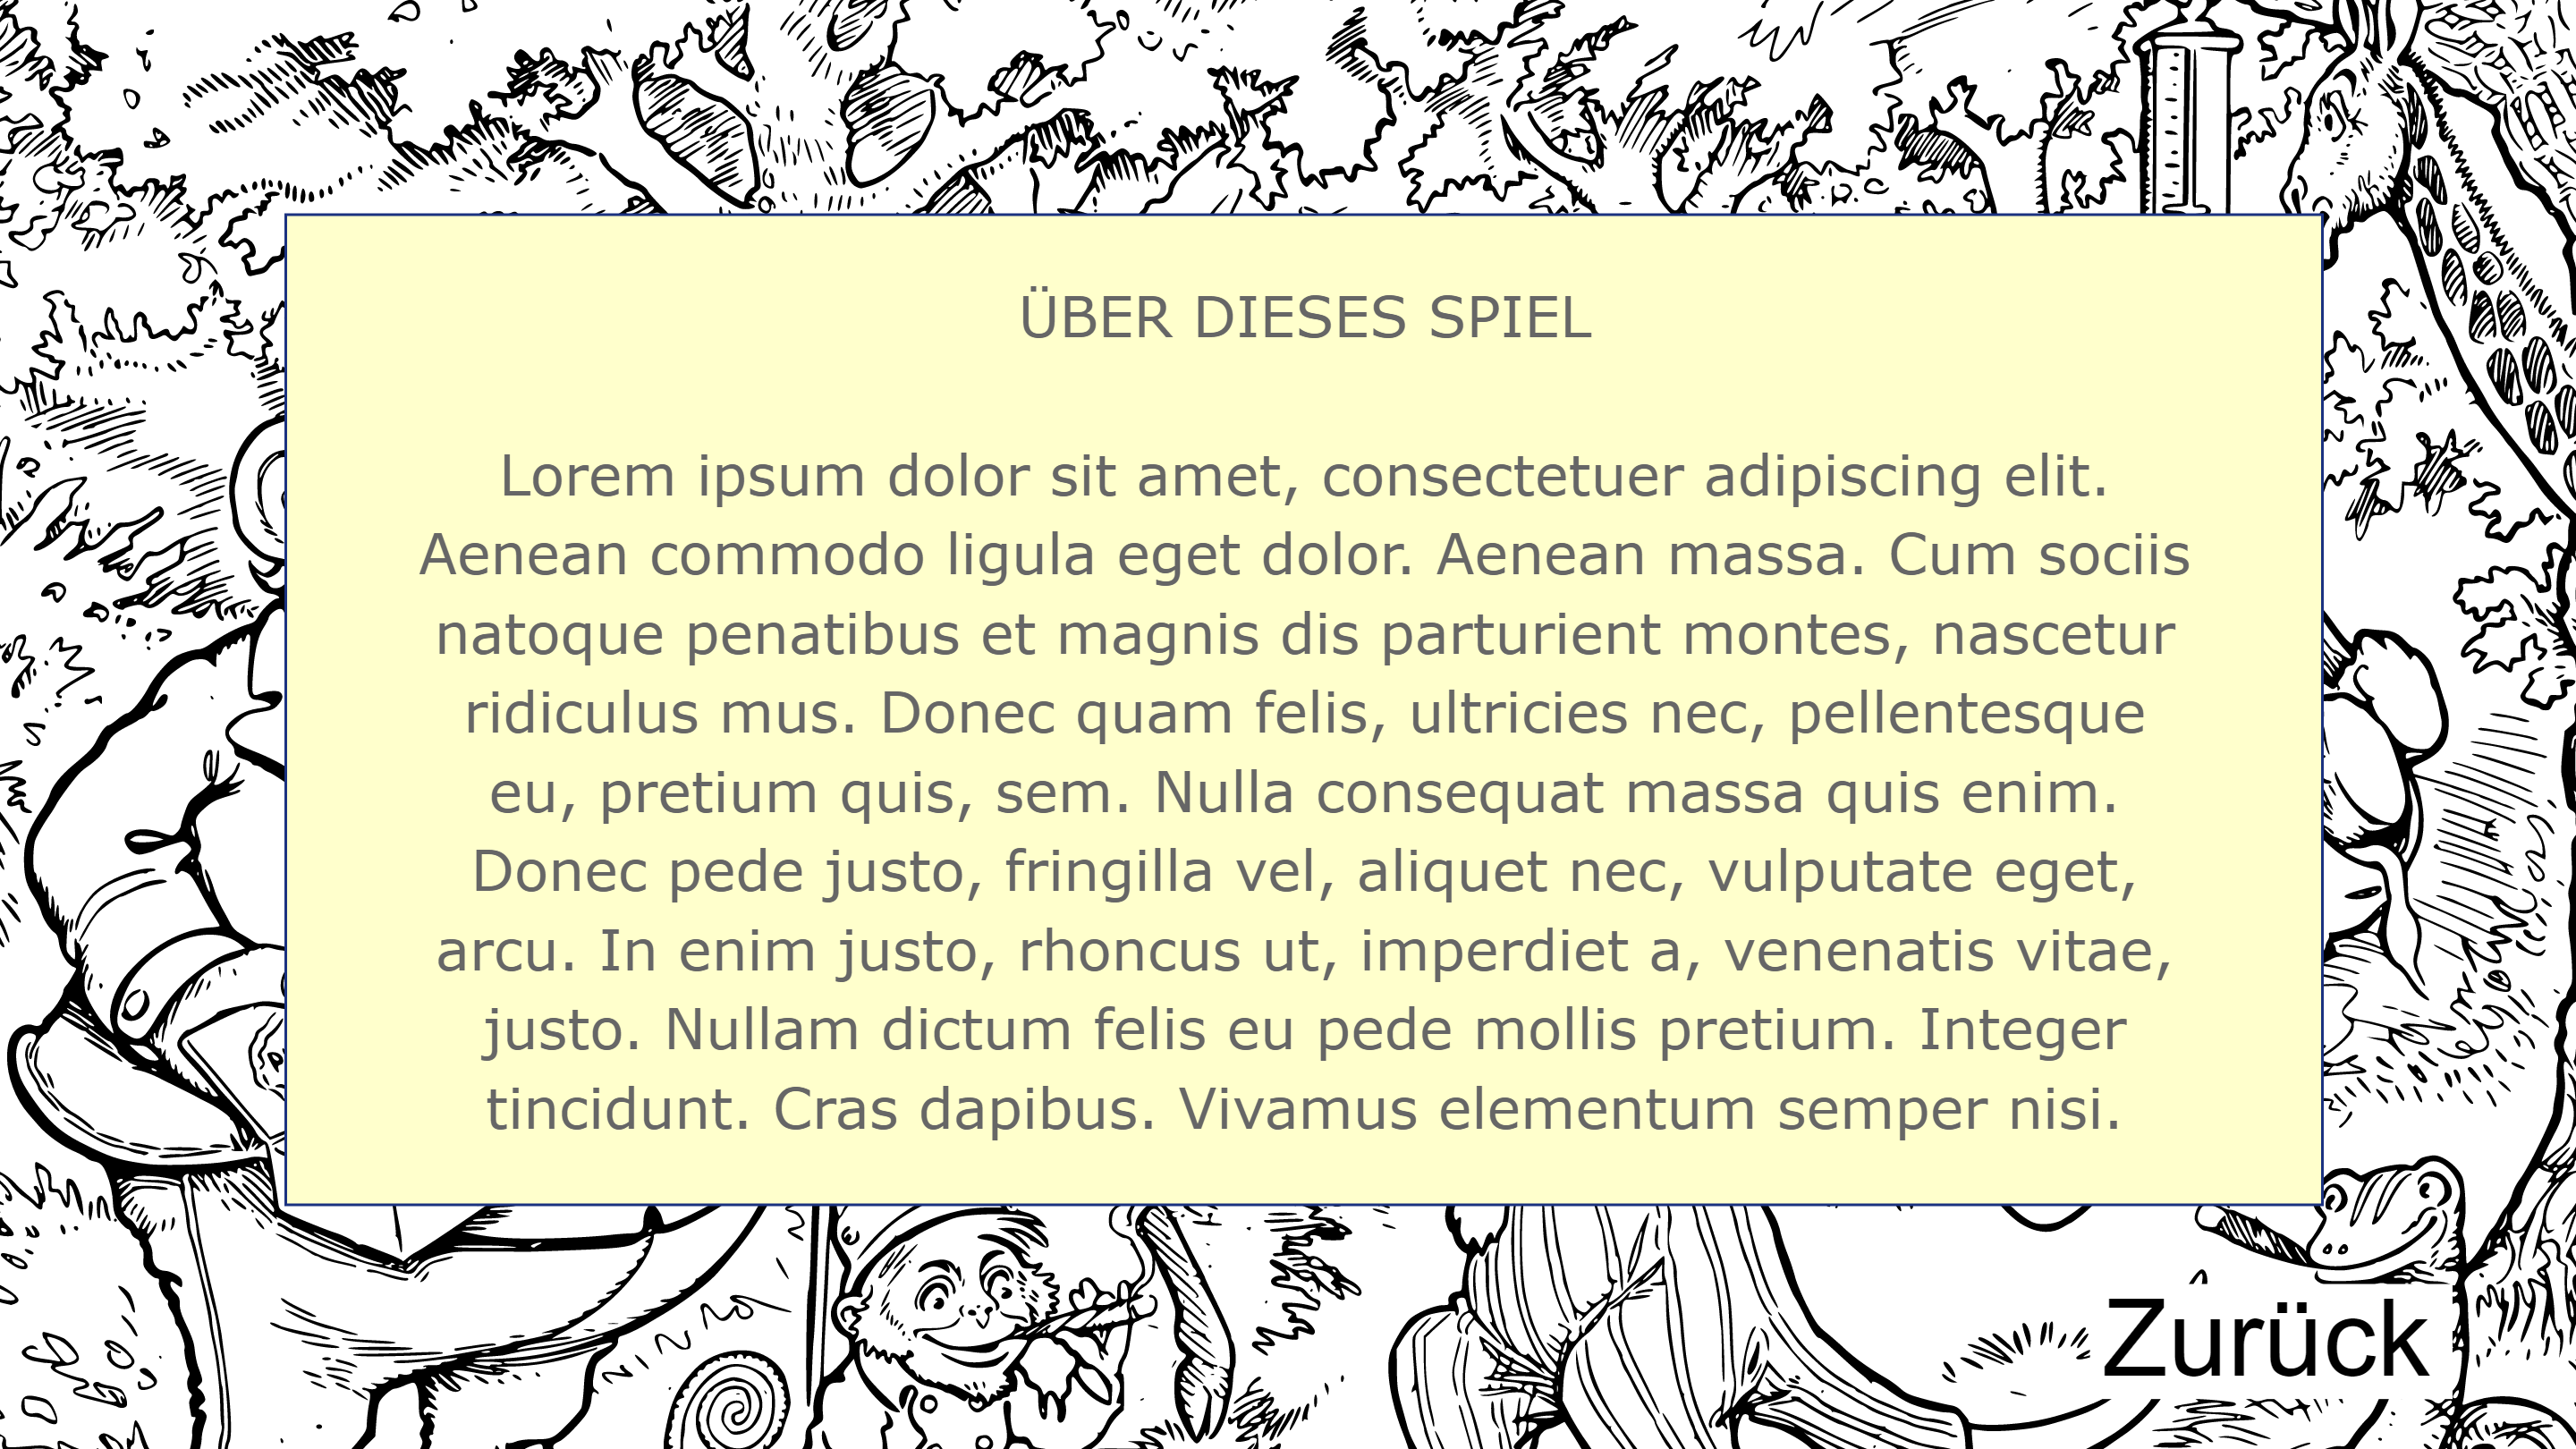 ÜBER DIESES SPIEL
Lorem ipsum dolor sit amet, consectetuer adipiscing elit.
Aenean commodo ligula eget dolor. Aenean massa. Cum sociis
natoque penatibus et magnis dis parturient montes, nascetur
ridiculus mus. Donec quam felis, ultricies nec, pellentesque
eu, pretium quis, sem. Nulla consequat massa quis enim.
Donec pede justo, fringilla vel, aliquet nec, vulputate eget,
arcu. In enim justo, rhoncus ut, imperdiet a, venenatis vitae,
justo. Nullam dictum felis eu pede mollis pretium. Integer
tincidunt. Cras dapibus. Vivamus elementum semper nisi.
Zurück